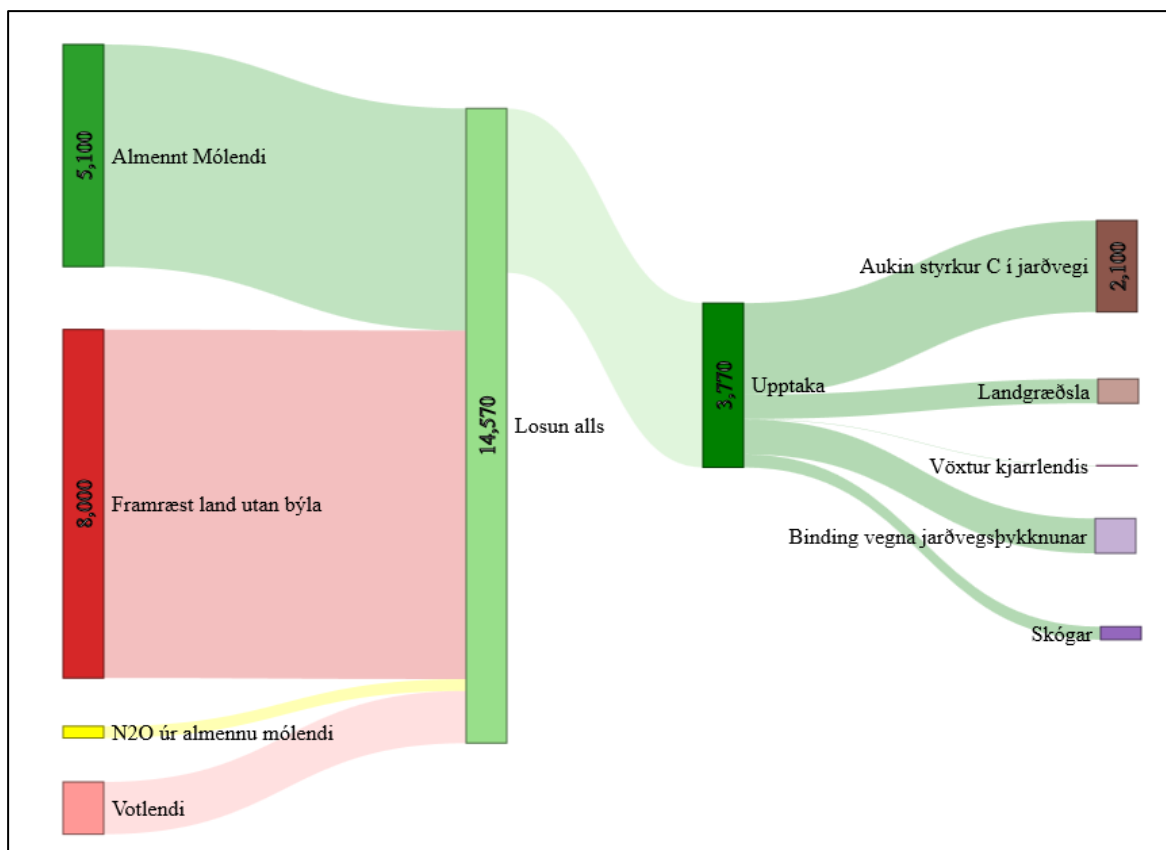 5,100
Almennt Mólendi
8,000
Framræst land utan býla
N2O úr almennu mólendi
Votlendi
14,570
Losun alls
3,770
Upptaka
Aukin styrkur C í jarðvegi
2,100
Landgræðsla
Vöxtur kjarrlendis
Binding vegna jarðvegsþykknunar
Skógar